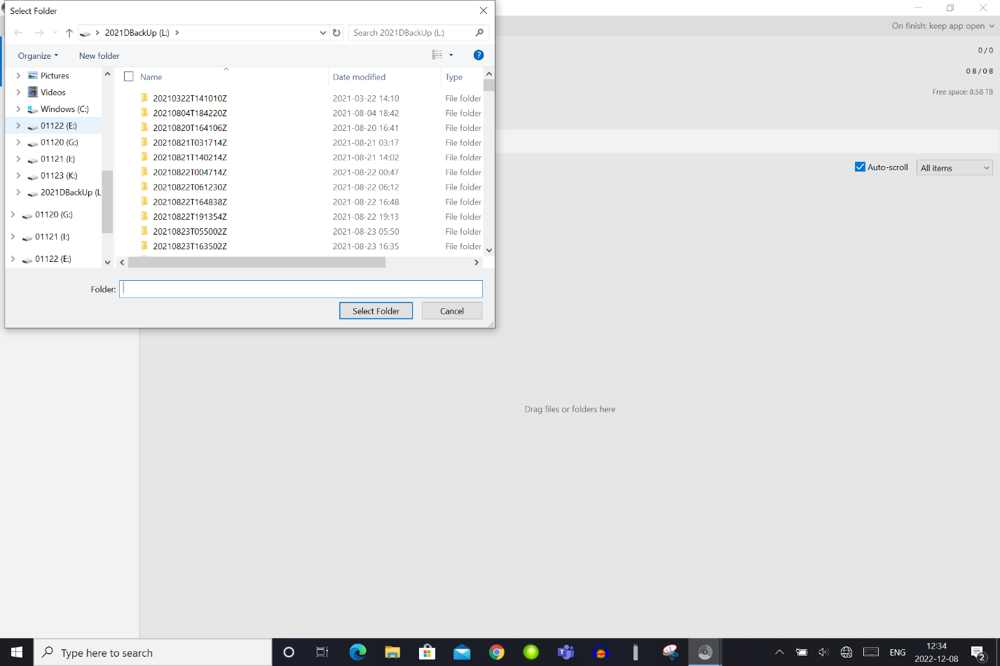 Select Folder
On finish: keep app open
2021DBackUp (L:)
Search 2021DBackUp (L:)
0 / 0
Organize
New folder
?
0 B / 0 B
Free space: 8.58 TB
Pictures
Videos
Windows (C:)
01122 (E:)
01120 (G:)
01121 (I:)
01123 (K:)
2021DBackUp (L
01120 (G:)
01121 (I:)
01122 (E:)
Name Date modified Type
20210322T141010Z 2021-03-22 14:10 File folder
20210804T184220Z 2021-08-04 18:42 File folder
20210820T164106Z 2021-08-20 16:41 File folder
20210821T031714Z 2021-08-21 03:17 File folder
20210821T140214Z 2021-08-21 14:02 File folder
20210822T004714Z 2021-08-22 00:47 File folder
20210822T061230Z 2021-08-22 06:12 File folder
20210822T164838Z 2021-08-22 16:48 File folder
20210822T191354Z 2021-08-22 19:13 File folder
20210823T055002Z 2021-08-23 05:50 File folder
20210823T163502Z 2021-08-23 16:35 File folder
Auto-scroll
All items
Folder:
Select Folder
Cancel
Drag files or folders here
Type here to search
ENG
12:34
2022-12-08
2